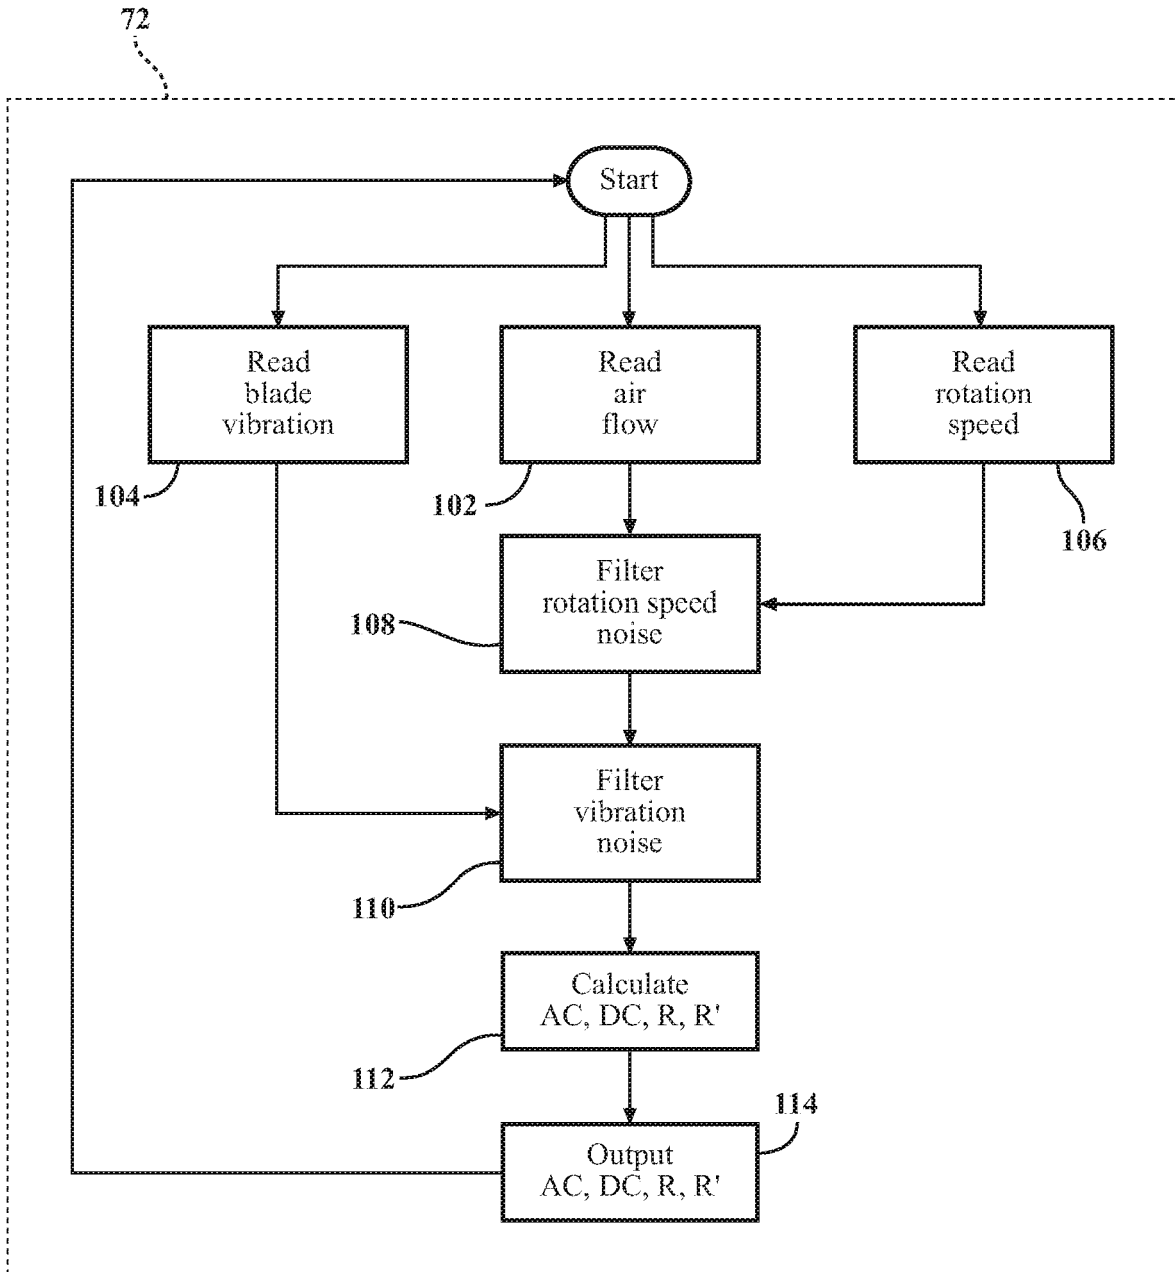 72
Start
Read
blade
vibration
Read
air
flow
Read
rotation
speed
104
102
106
Filter
rotation speed
noise
108
Filter
vibration
noise
110
Calculate
AC, DC, R, R'
112
114
Output
AC, DC, R, R'